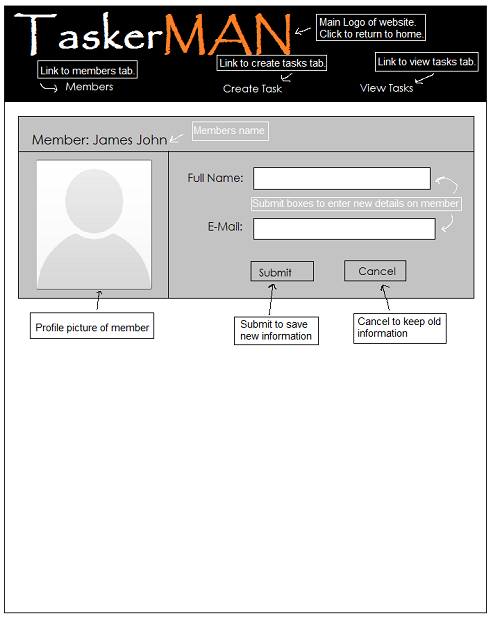 TaskerMAN
Main Logo of website.
Click to return to home.
Link to members tab.
Link to create tasks tab.
Link to view tasks tab.
Members
Create Task
View Tasks
Member: James John
Members name
Full Name:
Submit boxes to enter new details on member
E-Mail:
Submit
Cancel
Profile picture of member
Submit to save
new information
Cancel to keep old
information